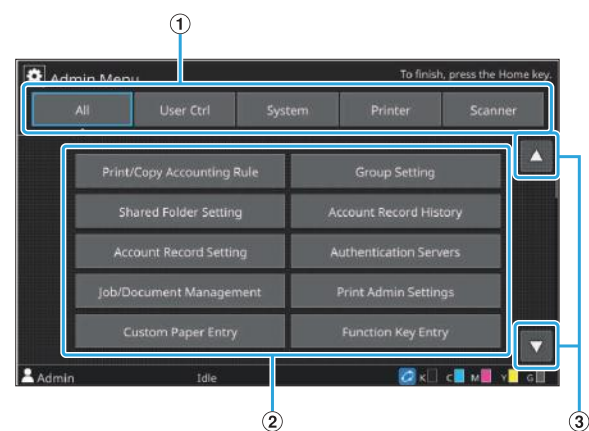 ①
Admin Menu
To finish, press the Home key.
All User Ctrl System Printer Scanner
Print/Copy Accounting Rule Group Setting
Shared Folder Setting Account Record History
Account Record Setting Authentication Servers
Job/Document Management Print Admin Settings
Custom Paper Entry Function Key Entry
Admin Idle K C M Y G
② ③